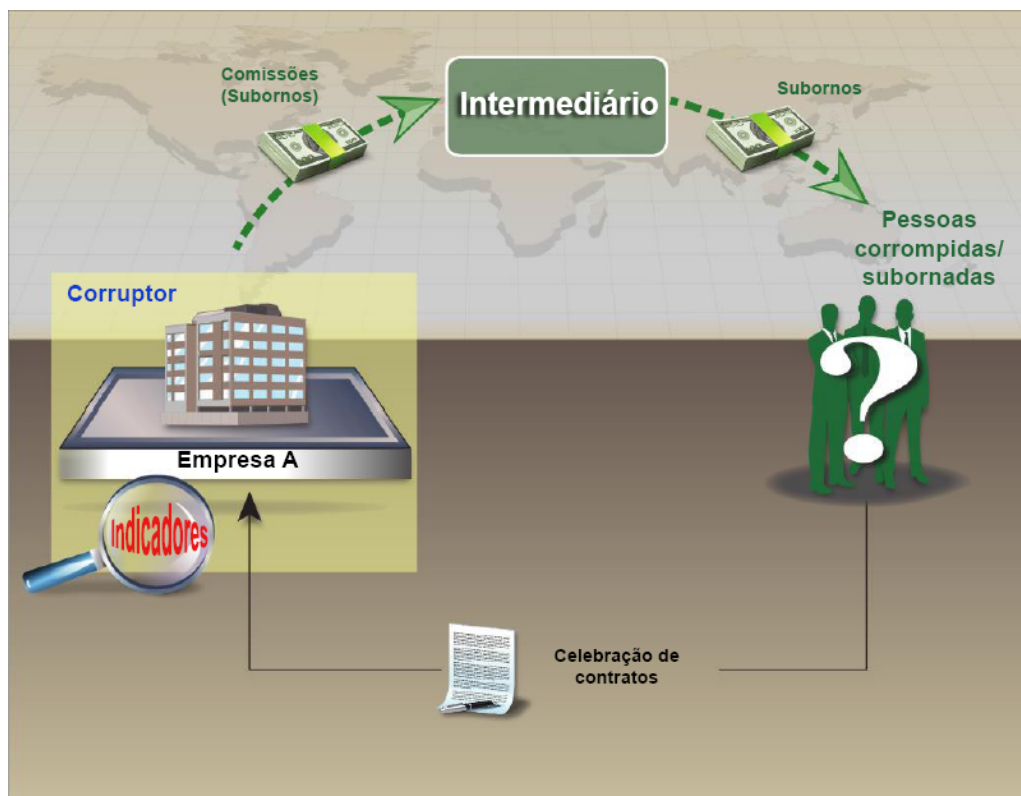 Comissões
(Subornos)
Intermediário
Subornos
Pessoas
corrompidas/
subornadas
Corruptor
Empresa A
Indicadores
?
Celebração de
contratos